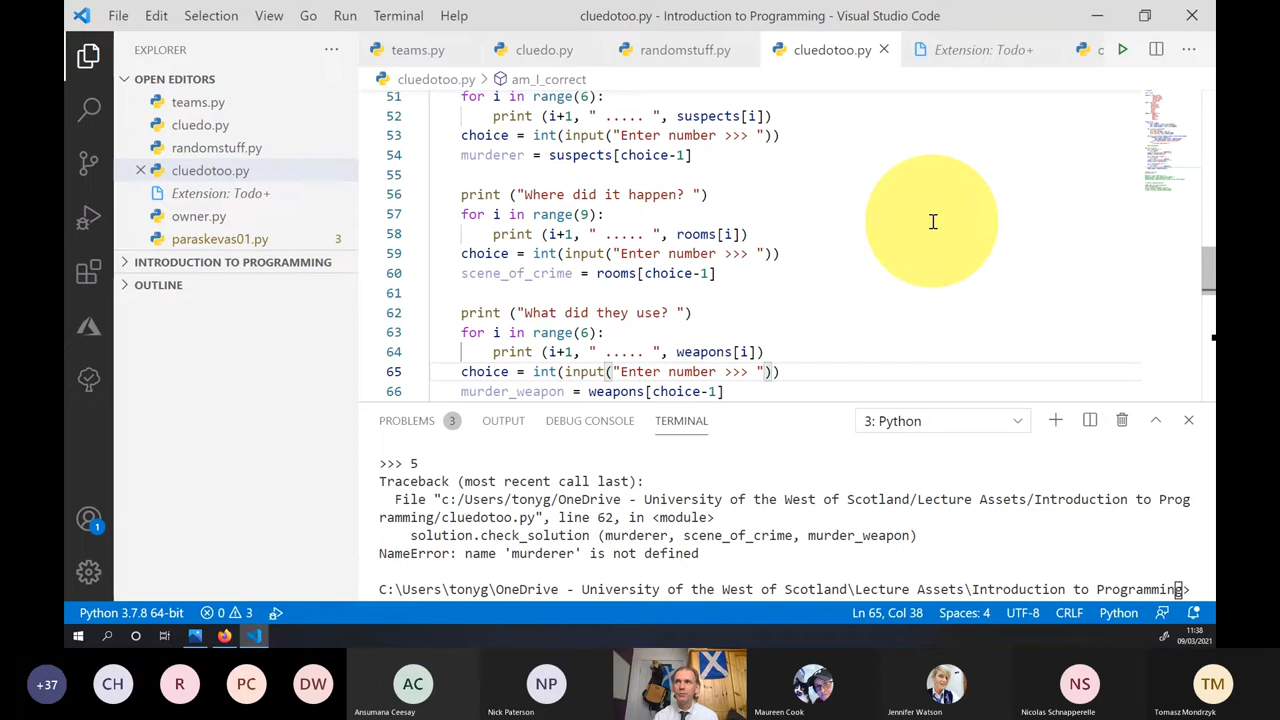 File Edit Selection View Go Run Terminal Help cluedotoo.py - Introduction to Programming - Visual Studio Code
EXPLORER
OPEN EDITORS
teams.py
cluedo.py
randomstuff.py
cluedotoo.py
Extension: Todo+
owner.py
paraskevas01.py 3
INTRODUCTION TO PROGRAMMING
OUTLINE
1
teams.py cluedo.py randomstuff.py cluedotoo.py Extension: Todo+
cluedotoo.py > am_I_correct
51 for i in range(6):
52 print (i+1, " ..... ", suspects[i])
53 choice = int(input("Enter number >>> "))
54 murderer = suspects[choice-1]
55
56 print ("Where did it happen? ")
57 for i in range(9):
58 print (i+1, " ..... ", rooms[i])
59 choice = int(input("Enter number >>> "))
60 scene_of_crime = rooms[choice-1]
61
62 print ("What did they use? ")
63 for i in range(6):
64 print (i+1, " ..... ", weapons[i])
65 choice = int(input("Enter number >>> "))
66 murder_weapon = weapons[choice-1]
PROBLEMS 3 OUTPUT DEBUG CONSOLE TERMINAL 3: Python
>>> 5
Traceback (most recent call last):
File "c:/Users/tonyg/OneDrive - University of the West of Scotland/Lecture Assets/Introduction to Prog
ramming/cluedotoo.py", line 62, in <module>
solution.check_solution (murderer, scene_of_crime, murder_weapon)
NameError: name 'murderer' is not defined
C:\Users\tonyg\OneDrive - University of the West of Scotland\Lecture Assets\Introduction to Programming>
Python 3.7.8 64-bit 0 3 Ln 65, Col 38 Spaces: 4 UTF-8 CRLF Python
11:38
09/03/2021
+37 CH R PC DW AC NP NS TM
Ansumana Ceesay Nick Paterson Maureen Cook Jennifer Watson Nicolas Schnapperelle Tomasz Mondrzyk